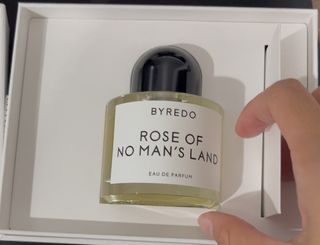 BYREDO
ROSE OF
NO MAN'S LAND
EAU DE PARFUM